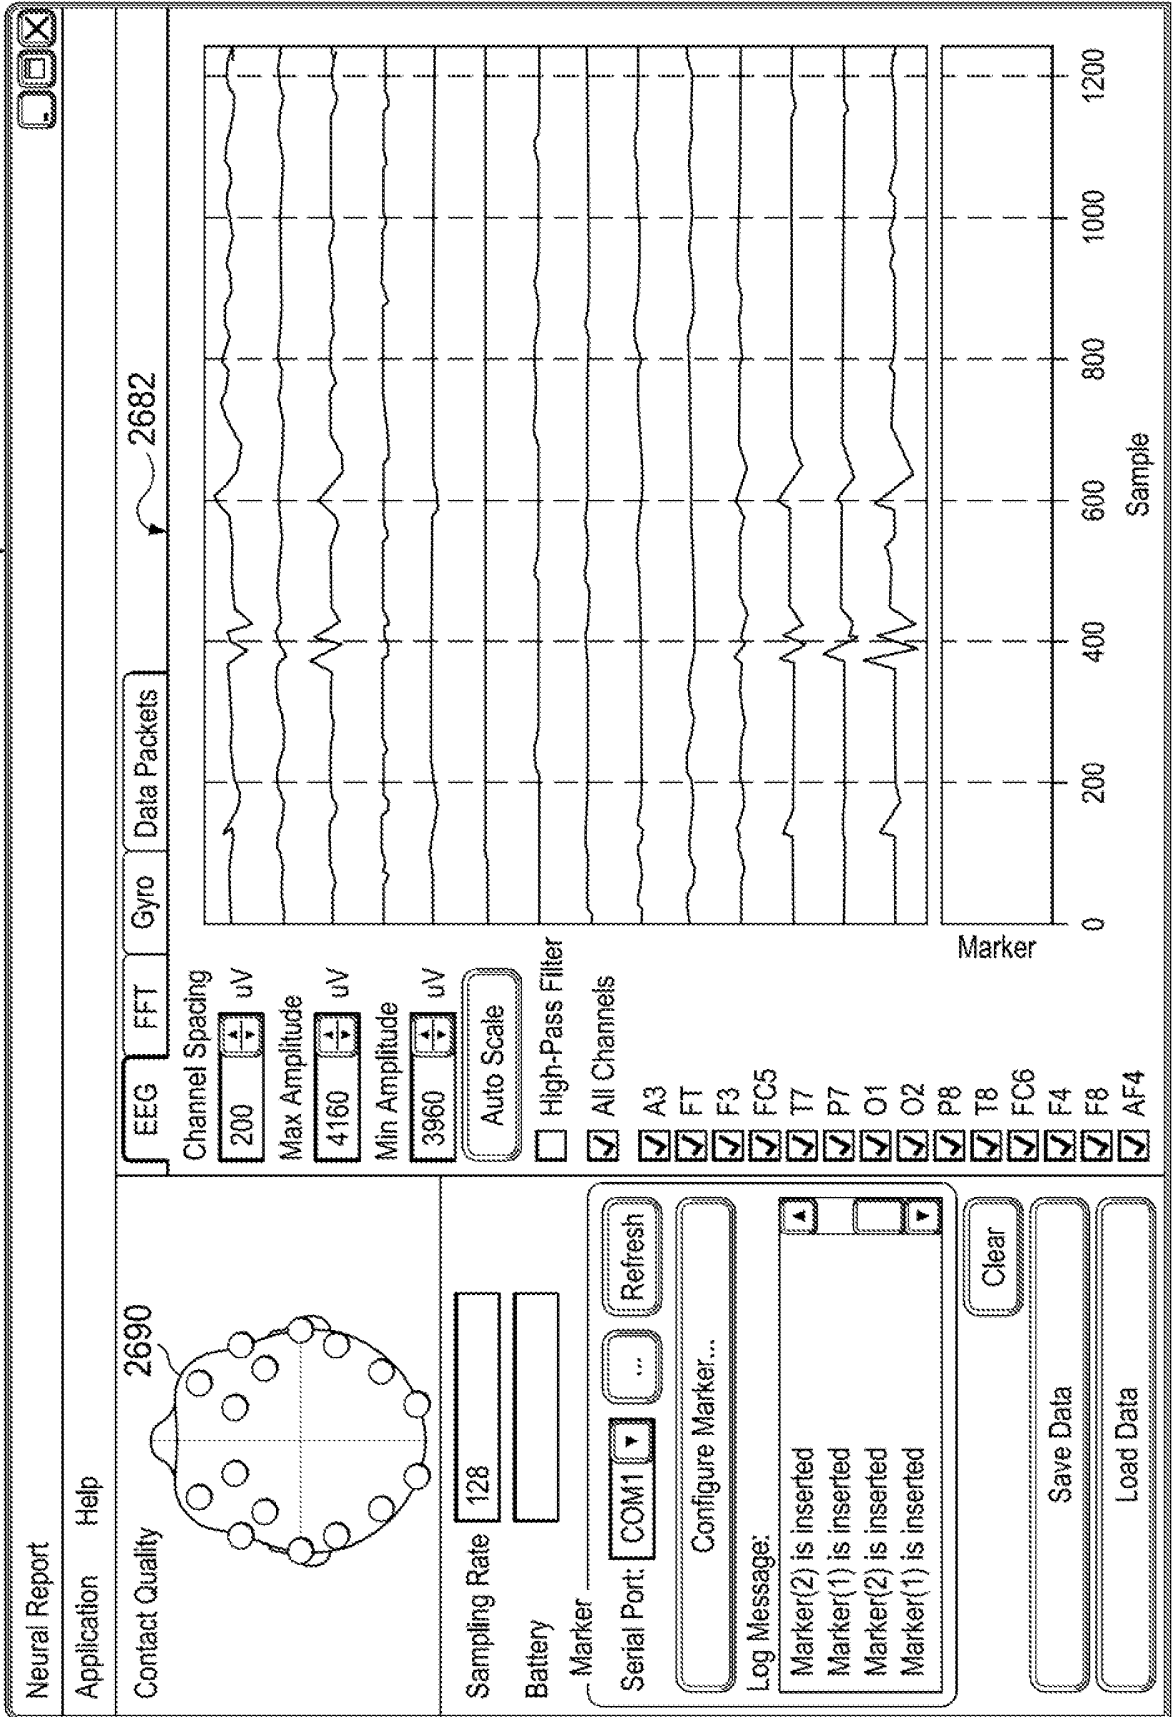 Neural Report
Application Help
Contact Quality
2690
Sampling Rate 128
Battery
Marker
Serial Port: COM1 ... Refresh
Configure Marker...
Log Message:
Marker(2) is inserted
Marker(1) is inserted
Marker(2) is inserted
Marker(1) is inserted
Clear
Save Data
Load Data
EEG FFT Gyro Data Packets
2682
Channel Spacing
200 uV
Max Amplitude
4160 uV
Min Amplitude
3960 uV
Auto Scale
High-Pass Filter
All Channels
A3
FT
F3
FC5
T7
P7
O1
O2
P8
T8
FC6
F4
F8
AF4
Marker
0 200 400 600 800 1000 1200
Sample